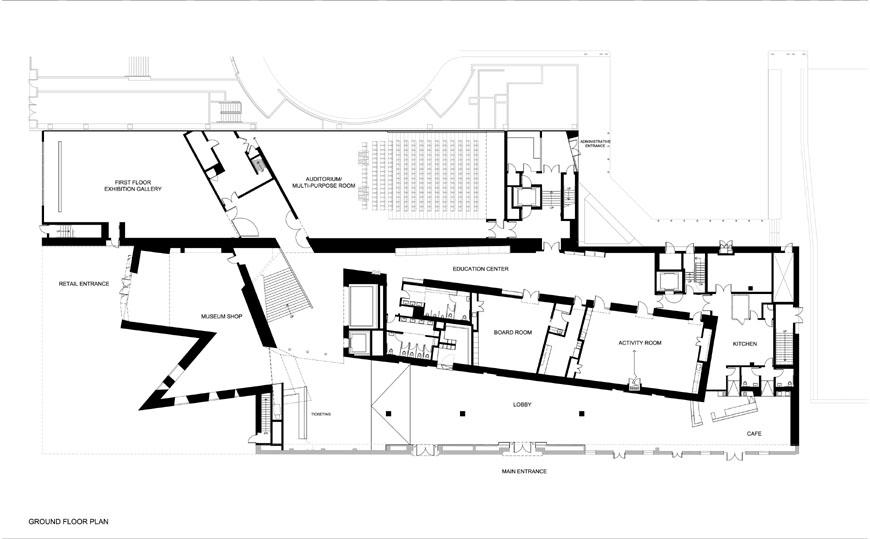 ADMINISTRATIVE
ENTRANCE
FIRST FLOOR
EXHIBITION GALLERY
AUDITORIUM/
MULTI-PURPOSE ROOM
EDUCATION CENTER
RETAIL ENTRANCE
MUSEUM SHOP
BOARD ROOM
ACTIVITY ROOM
KITCHEN
LOBBY
TICKETING
CAFE
MAIN ENTRANCE
GROUND FLOOR PLAN